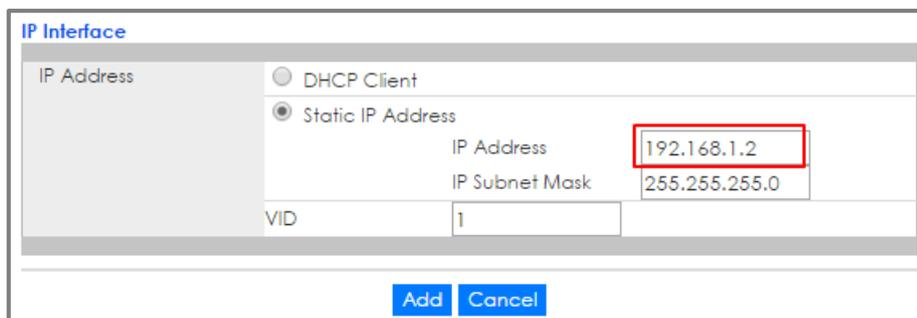 IP Interface
IP Address
DHCP Client
Static IP Address
IP Address 192.168.1.2
IP Subnet Mask 255.255.255.0
VID 1
Add Cancel